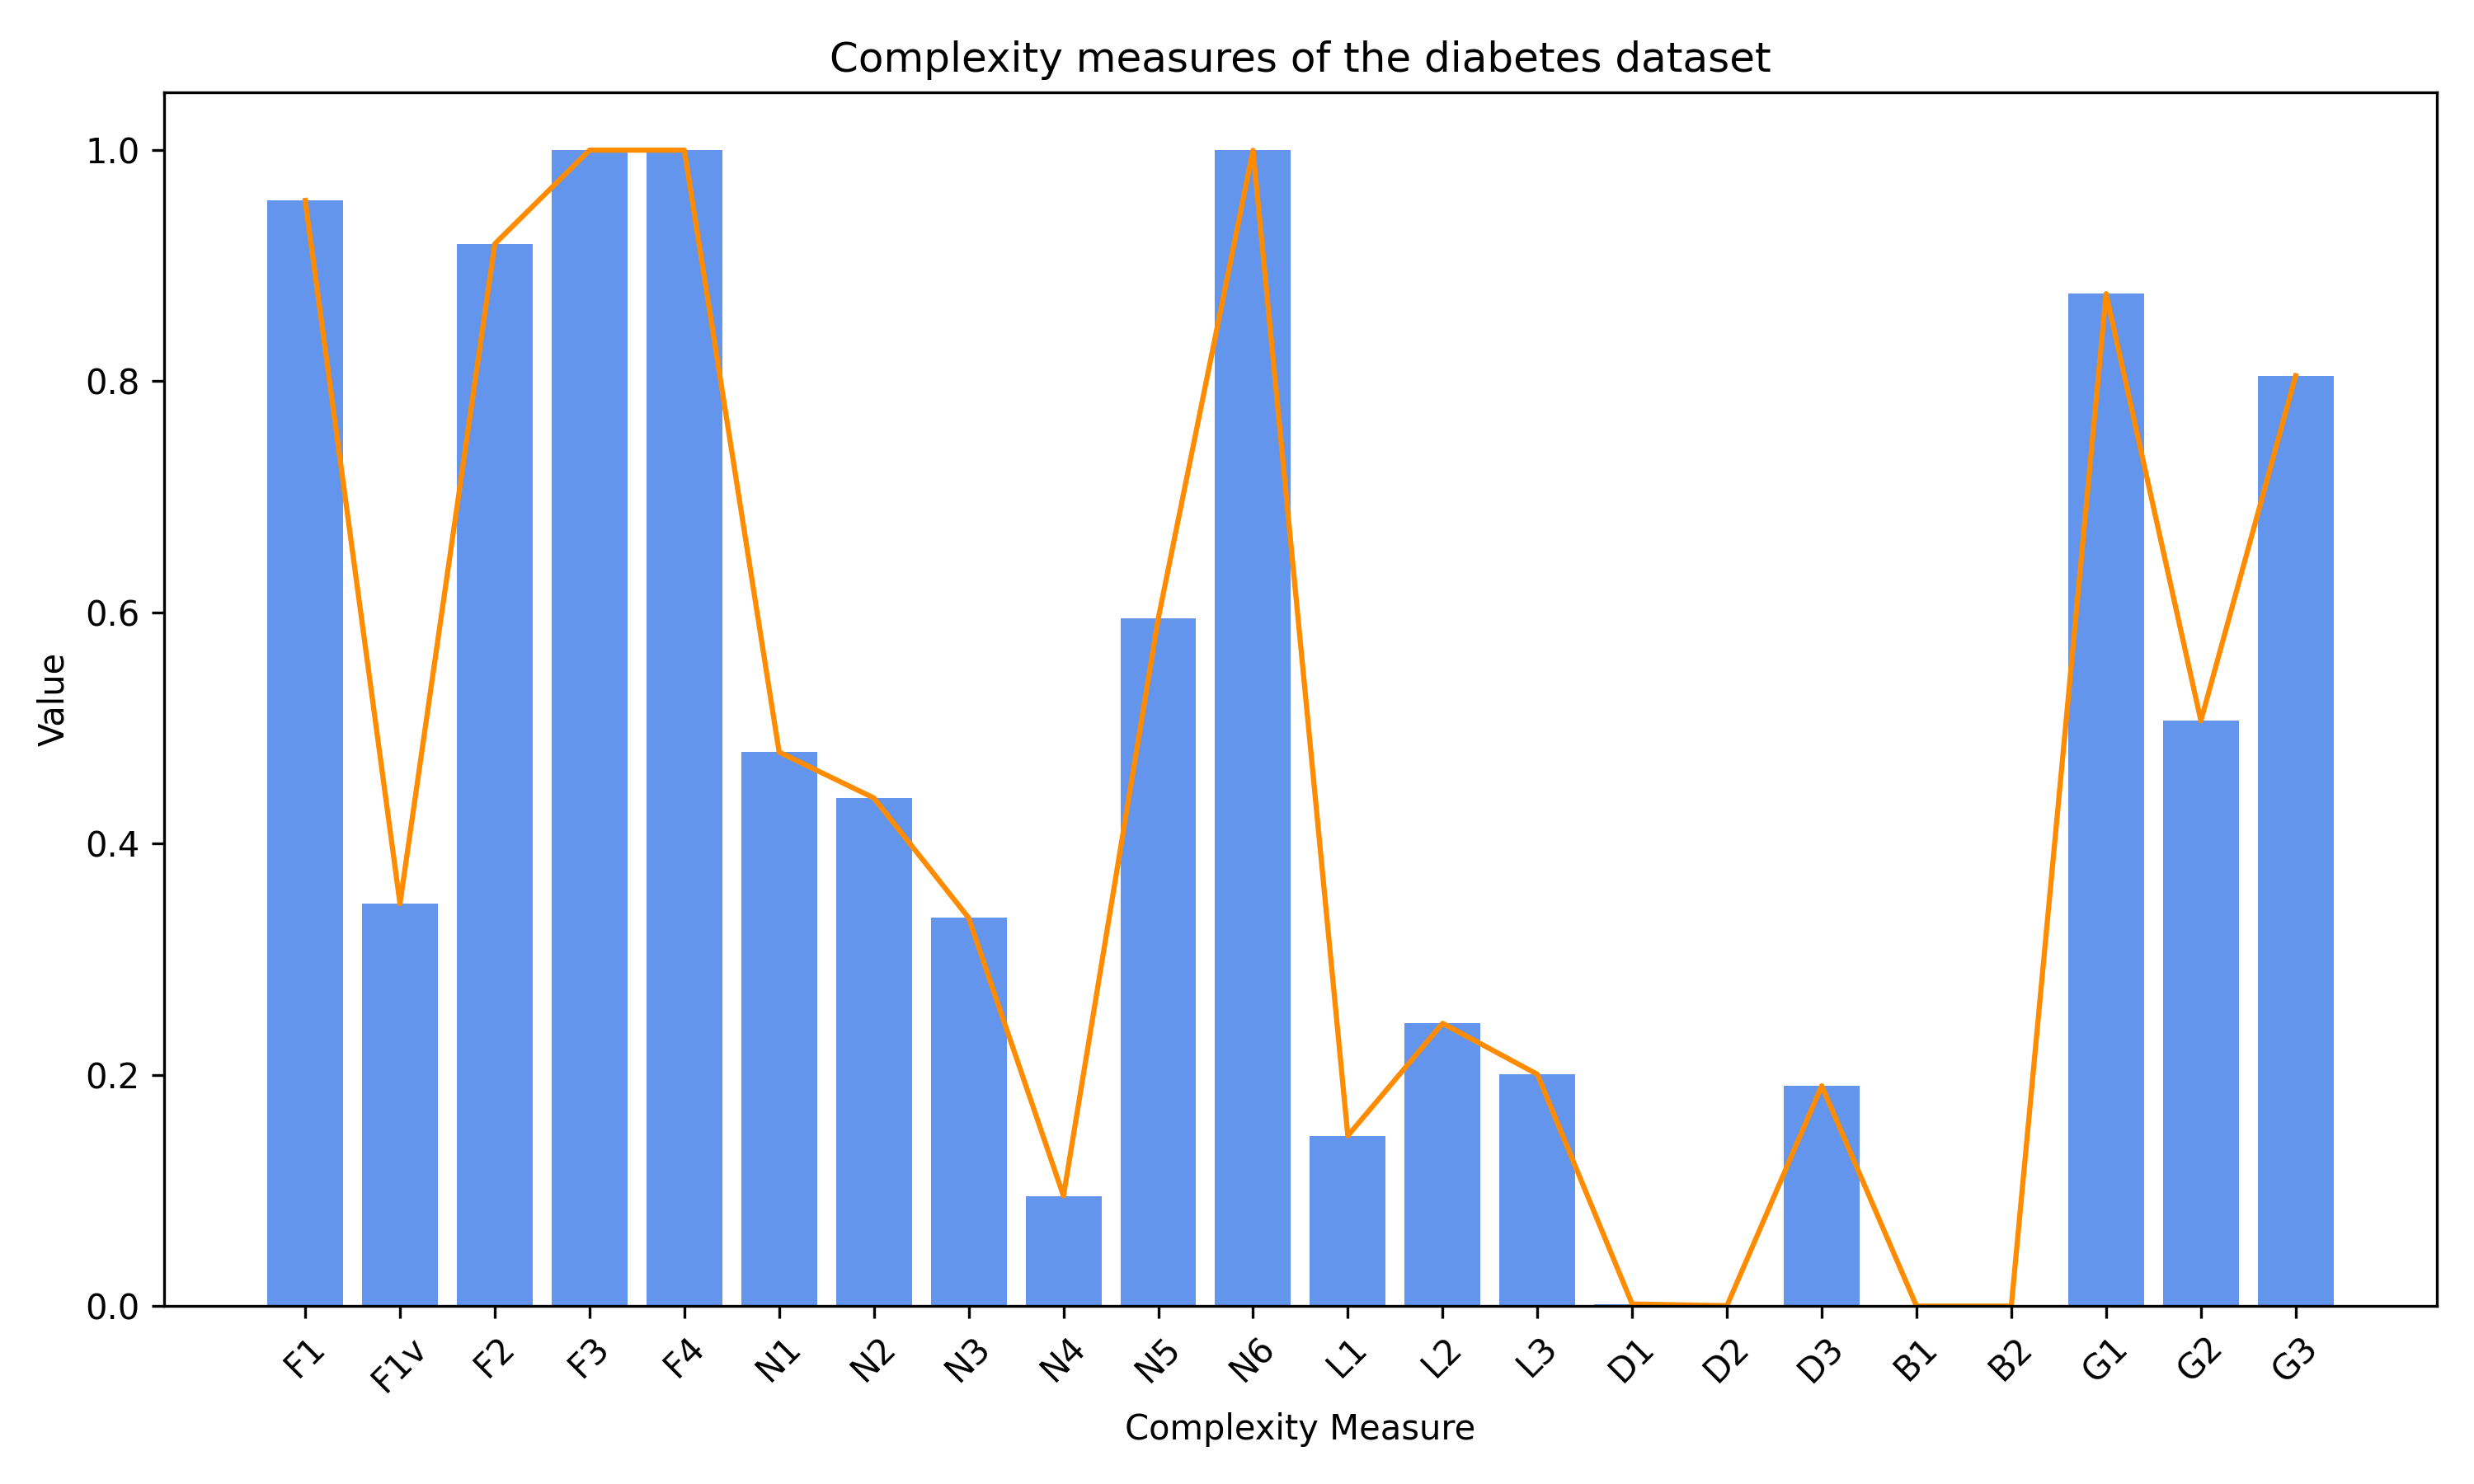 Complexity measures of the diabetes dataset
1.0
0.8
0.6
0.4
0.2
0.0
Value
F1 F1v F2 F3 F4 N1 N2 N3 N4 N5 N6 L1 L2 L3 D1 D2 D3 B1 B2 G1 G2 G3
Complexity Measure